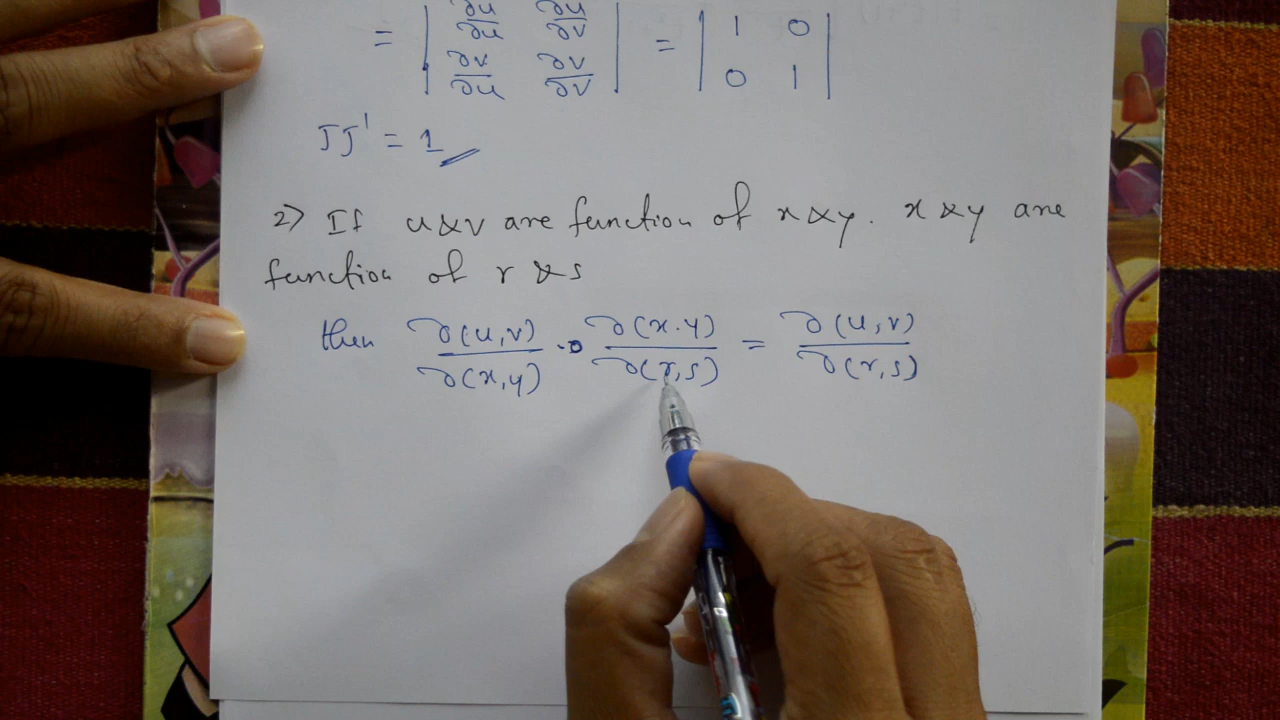 = | ∂u/∂u ∂u/∂v | = | 1 0 |
| ∂v/∂u ∂v/∂v | | 0 1 |
JJ' = 1
2) If u & v are function of x & y. x & y are
function of r & s
then ∂(u,v)/∂(x,y) · ∂(x.y)/∂(r,s) = ∂(u,v)/∂(r,s)